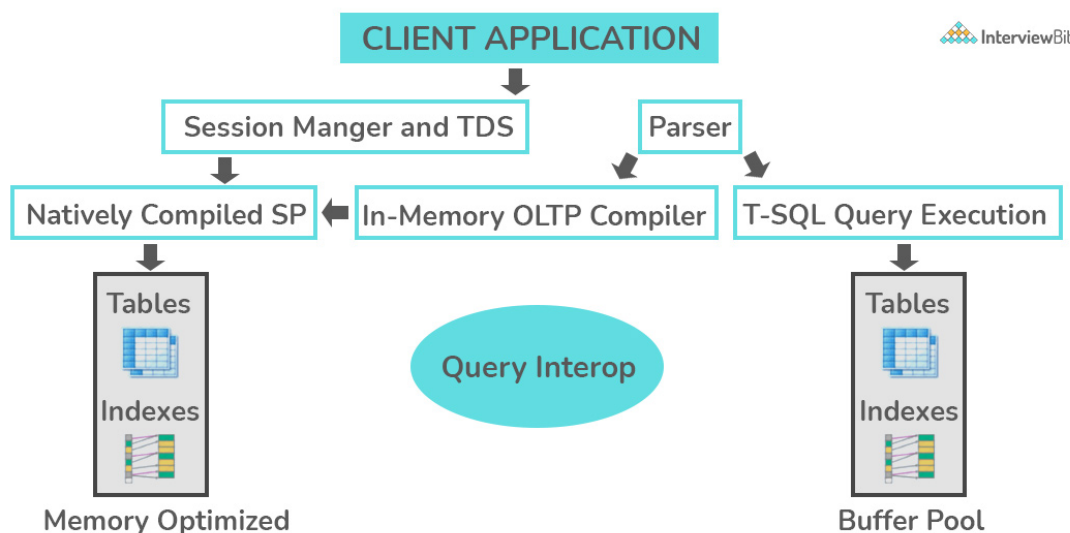 CLIENT APPLICATION
InterviewBit
Session Manger and TDS
Parser
Natively Compiled SP
In-Memory OLTP Compiler
T-SQL Query Execution
Tables
Indexes
Memory Optimized
Query Interop
Tables
Indexes
Buffer Pool